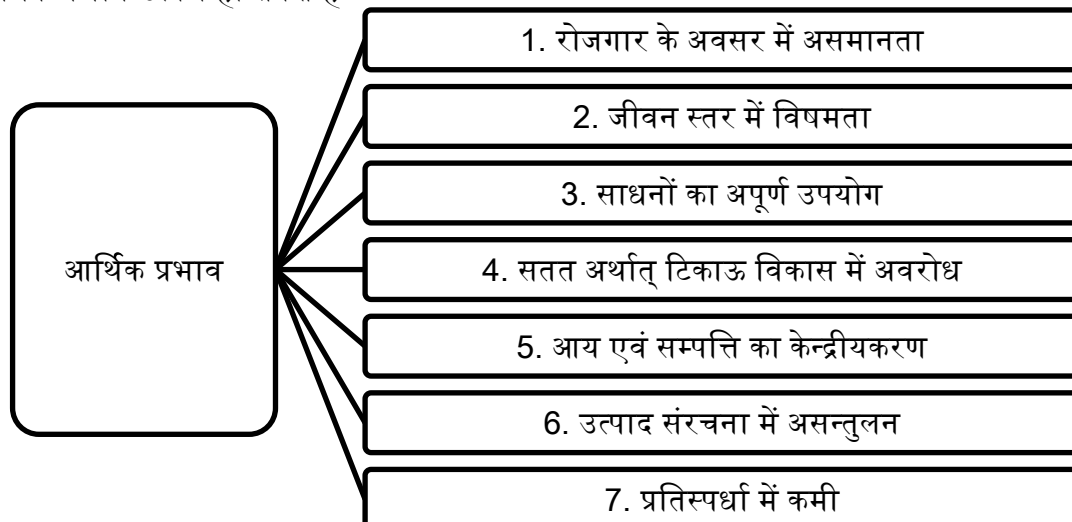 आर्थिक प्रभाव
1. रोजगार के अवसर में असमानता
2. जीवन स्तर में विषमता
3. साधनों का अपूर्ण उपयोग
4. सतत अर्थात् टिकाऊ विकास में अवरोध
5. आय एवं सम्पत्ति का केन्द्रीयकरण
6. उत्पाद संरचना में असन्तुलन
7. प्रतिस्पर्धा में कमी